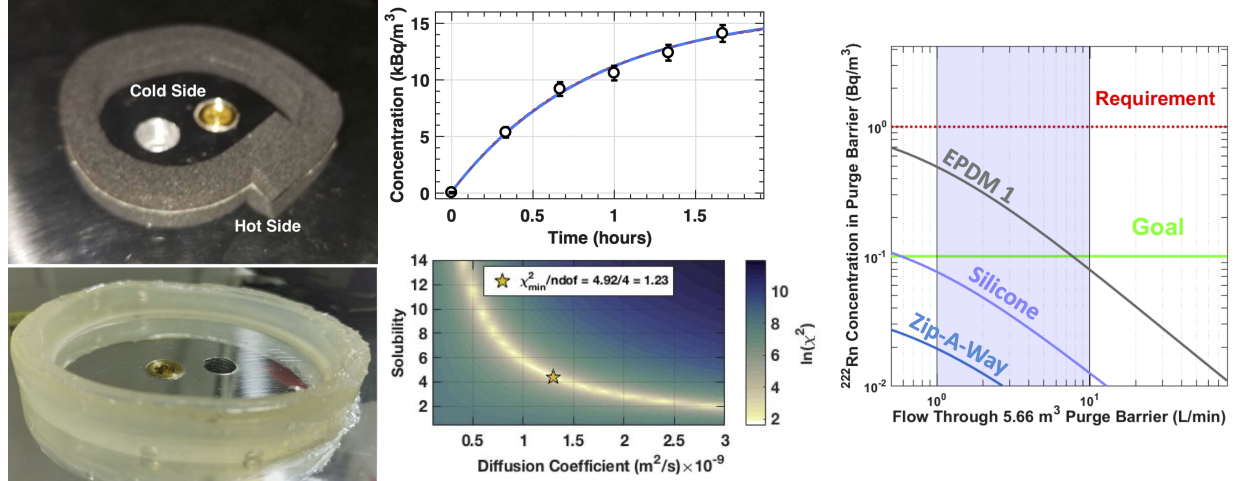 Cold Side
Hot Side
Concentration (kBq/m³)
15
10
5
0
0
0.5
1
1.5
Time (hours)
Solubility
14
12
10
8
6
4
2
χ²min/ndof = 4.92/4 = 1.23
0.5
1
1.5
2
2.5
3
Diffusion Coefficient (m²/s)×10⁻⁹
10
8
6
4
2
ln(χ²)
²²²Rn Concentration in Purge Barrier (Bq/m³)
10⁰
10⁻¹
10⁻²
Requirement
EPDM 1
Goal
Silicone
Zip-A-Way
10⁰
10¹
Flow Through 5.66 m³ Purge Barrier (L/min)